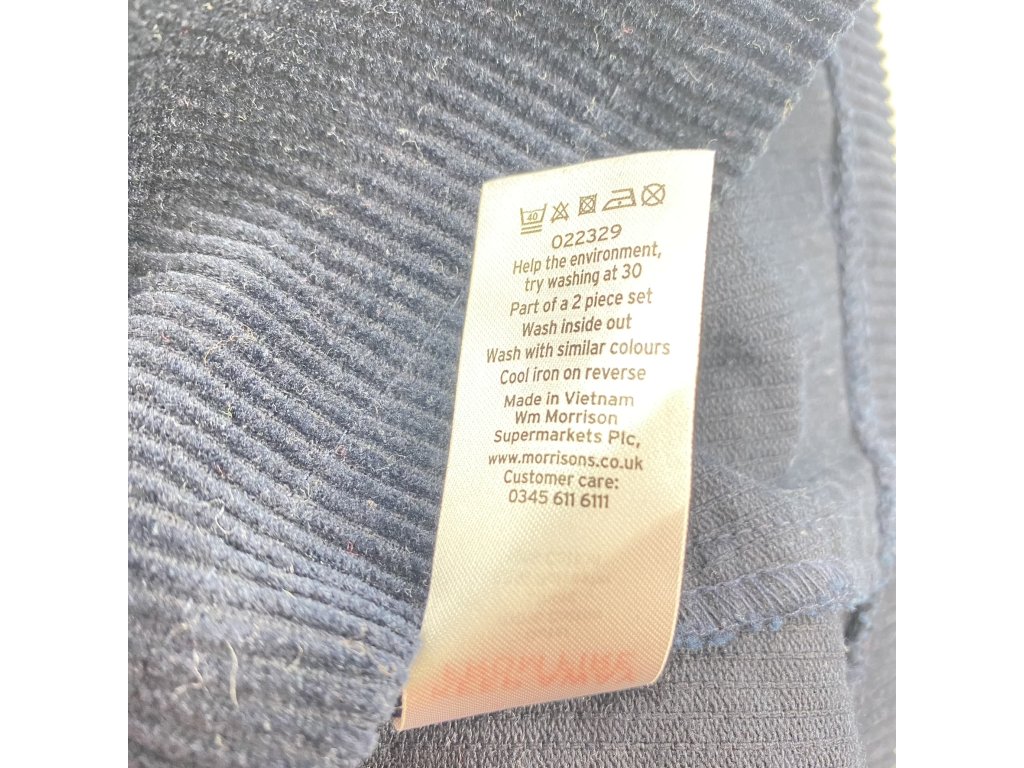 40
022329
Help the environment,
try washing at 30
Part of a 2 piece set
Wash inside out
Wash with similar colours
Cool iron on reverse
Made in Vietnam
Wm Morrison
Supermarkets Plc,
www.morrisons.co.uk
Customer care:
0345 611 6111